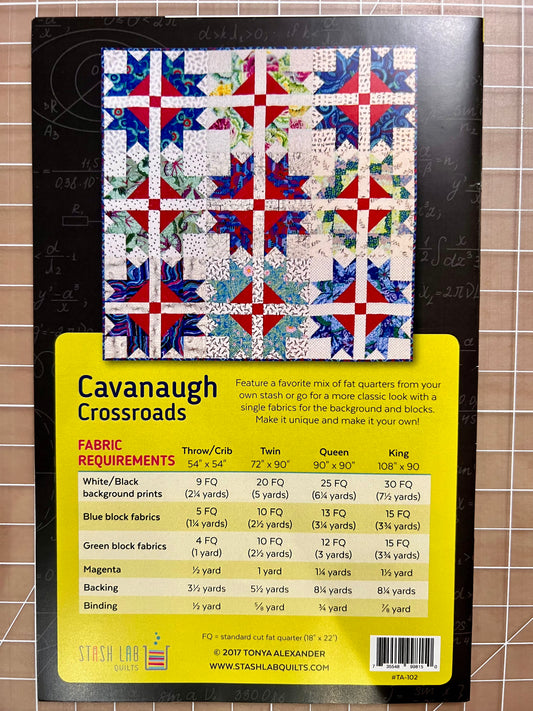 Cavanaugh
Crossroads
Feature a favorite mix of fat quarters from your
own stash or go for a more classic look with a
single fabrics for the background and blocks.
Make it unique and make it your own!
FABRIC
REQUIREMENTS
Throw/Crib Twin Queen King
54" x 54" 72" x 90" 90" x 90" 108" x 90
White/Black
background prints
9 FQ 20 FQ 25 FQ 30 FQ
(2¼ yards) (5 yards) (6¼ yards) (7½ yards)
Blue block fabrics
5 FQ 10 FQ 13 FQ 15 FQ
(1¼ yards) (2½ yards) (3¼ yards) (3¾ yards)
Green block fabrics
4 FQ 10 FQ 12 FQ 15 FQ
(1 yard) (2½ yards) (3 yards) (3¾ yards)
Magenta ½ yard 1 yard 1¼ yards 1½ yard
Backing 3½ yards 5½ yards 8¼ yards 8¼ yards
Binding ½ yard ⅝ yard ¾ yard ⅞ yard
FQ = standard cut fat quarter (18" x 22")
STASH LAB
QUILTS
© 2017 TONYA ALEXANDER
WWW.STASHLABQUILTS.COM
#TA-102